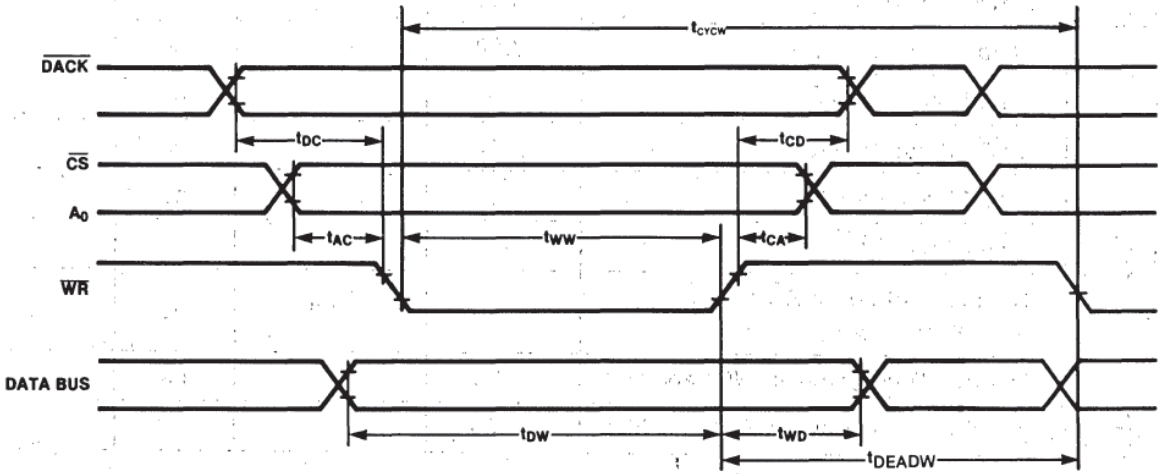 tCYCW
DACK
tDC
tCD
CS
A0
tAC
tWW
tCA
WR
DATA BUS
tDW
tWD
tDEADW